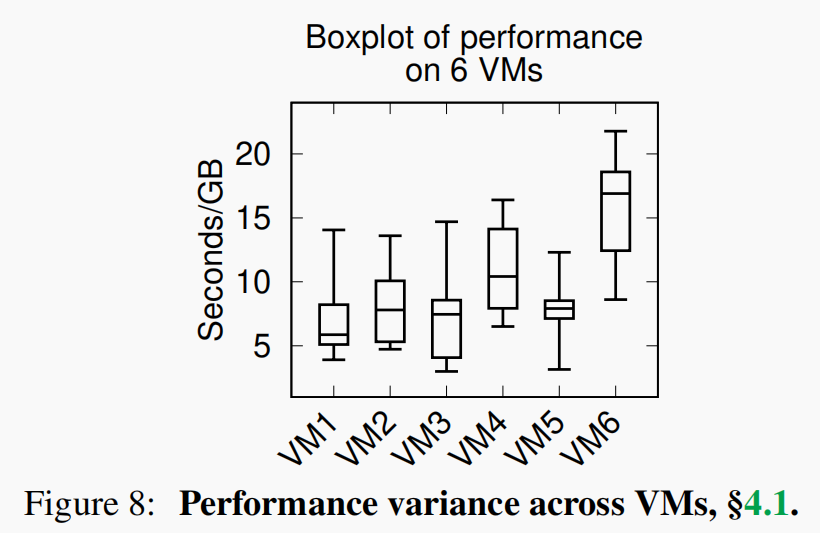 Boxplot of performance
on 6 VMs
Seconds/GB
20
15
10
5
VM1 VM2 VM3 VM4 VM5 VM6
Figure 8: Performance variance across VMs, §4.1.